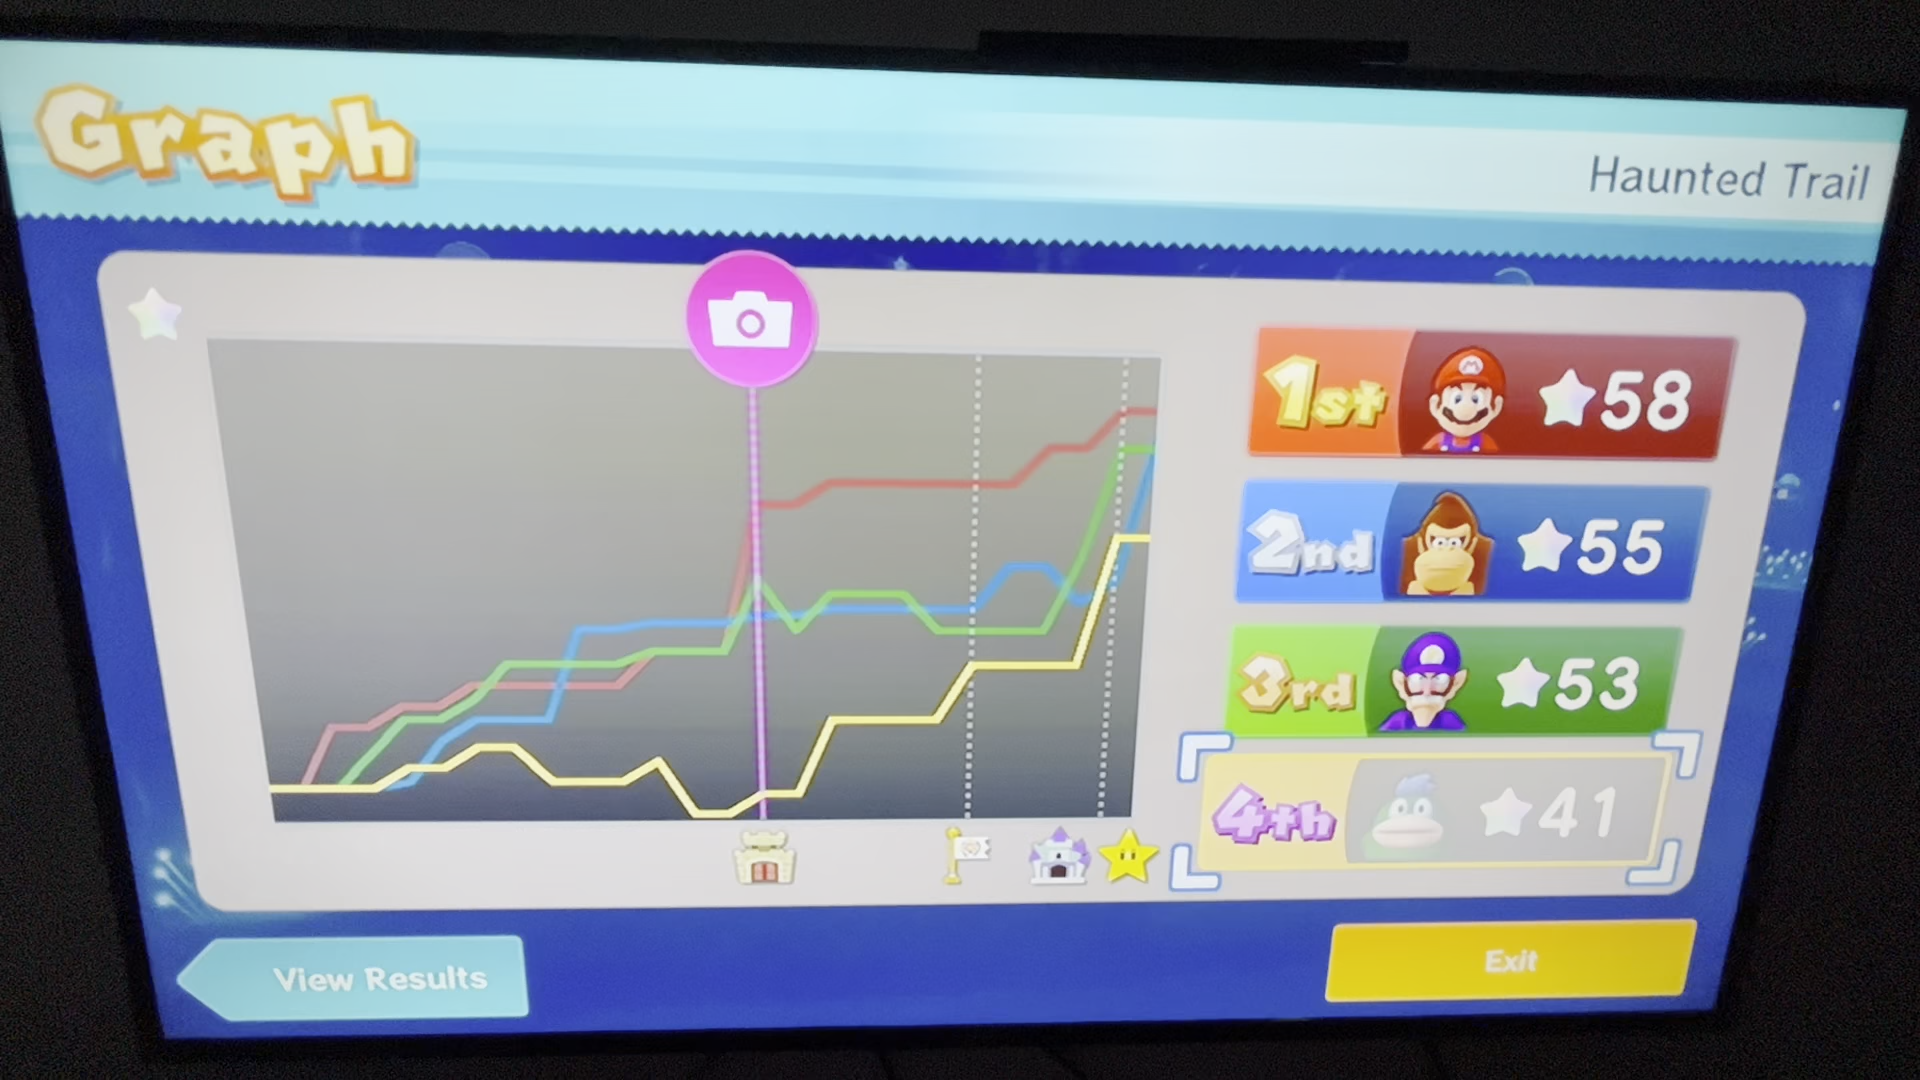 Graph
Haunted Trail
1st 58
2nd 55
3rd 53
4th 41
View Results
Exit